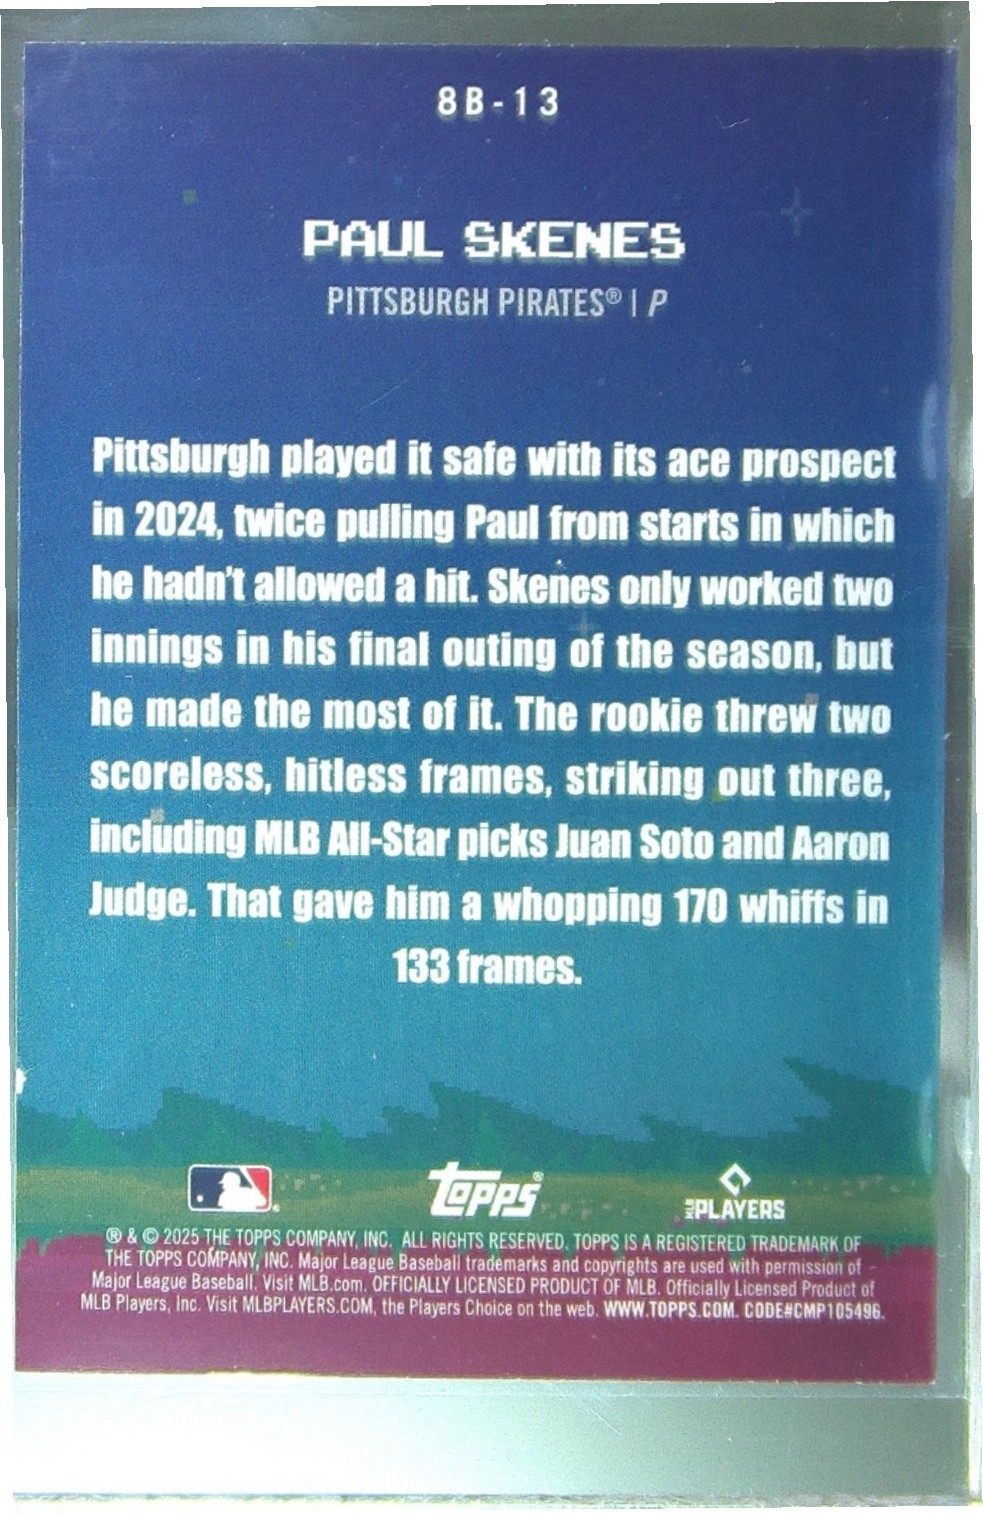 8B-13
PAUL SKENES
PITTSBURGH PIRATES® | P
Pittsburgh played it safe with its ace prospect
in 2024, twice pulling Paul from starts in which
he hadn't allowed a hit. Skenes only worked two
innings in his final outing of the season, but
he made the most of it. The rookie threw two
scoreless, hitless frames, striking out three,
including MLB All-Star picks Juan Soto and Aaron
Judge. That gave him a whopping 170 whiffs in
133 frames.
Topps®
MLB PLAYERS
® & © 2025 THE TOPPS COMPANY, INC. ALL RIGHTS RESERVED. TOPPS IS A REGISTERED TRADEMARK OF
THE TOPPS COMPANY, INC. Major League Baseball trademarks and copyrights are used with permission of
Major League Baseball. Visit MLB.com. OFFICIALLY LICENSED PRODUCT OF MLB. Officially Licensed Product of
MLB Players, Inc. Visit MLBPLAYERS.COM, the Players Choice on the web. WWW.TOPPS.COM. CODE#CMP105496.